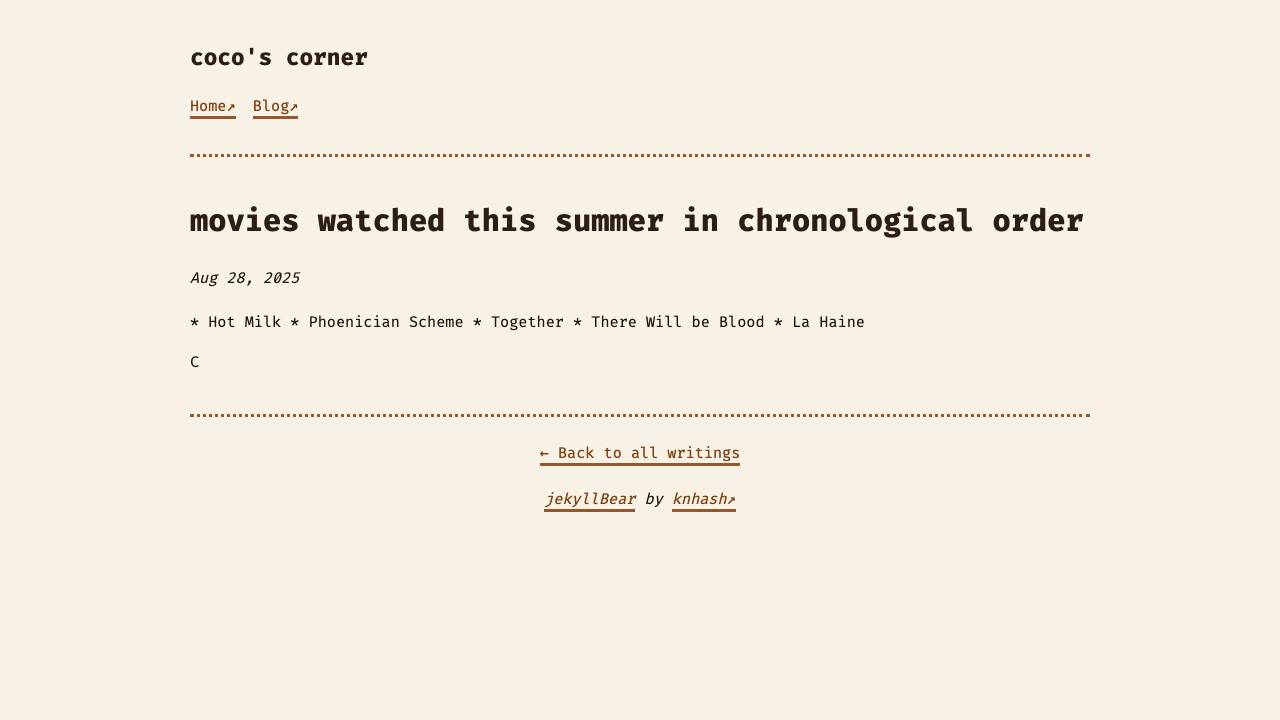 coco's corner
Home↗ Blog↗
movies watched this summer in chronological order
Aug 28, 2025
* Hot Milk * Phoenician Scheme * Together * There Will be Blood * La Haine
C
← Back to all writings
jekyllBear by knhash↗